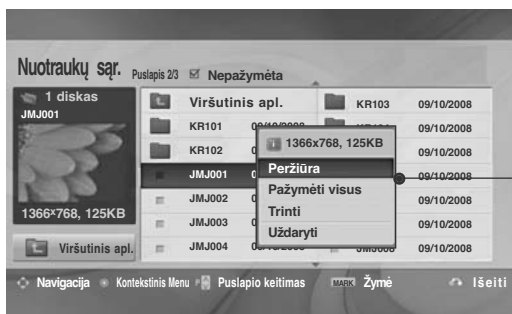 Nuotraukų sąr. Puslapis 2/3 Nepažymėta
1 diskas
JMJ001
1366x768, 125KB
Viršutinis apl.
Viršutinis apl. KR103 09/10/2008
KR101 09/10/2008
KR102 09/10/2008
JMJ001 09/10/2008
JMJ002 09/10/2008
JMJ003 09/10/2008
JMJ004 09/10/2008
1366x768, 125KB
Peržiūra
Pažymėti visus
Trinti
Uždaryti
Navigacija Kontekstinis Menu Puslapio keitimas MARK Žymė Išeiti